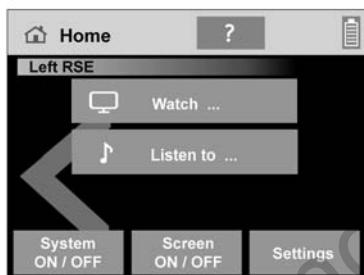 Home
?
Left RSE
Watch ...
Listen to ...
System
ON / OFF
Screen
ON / OFF
Settings